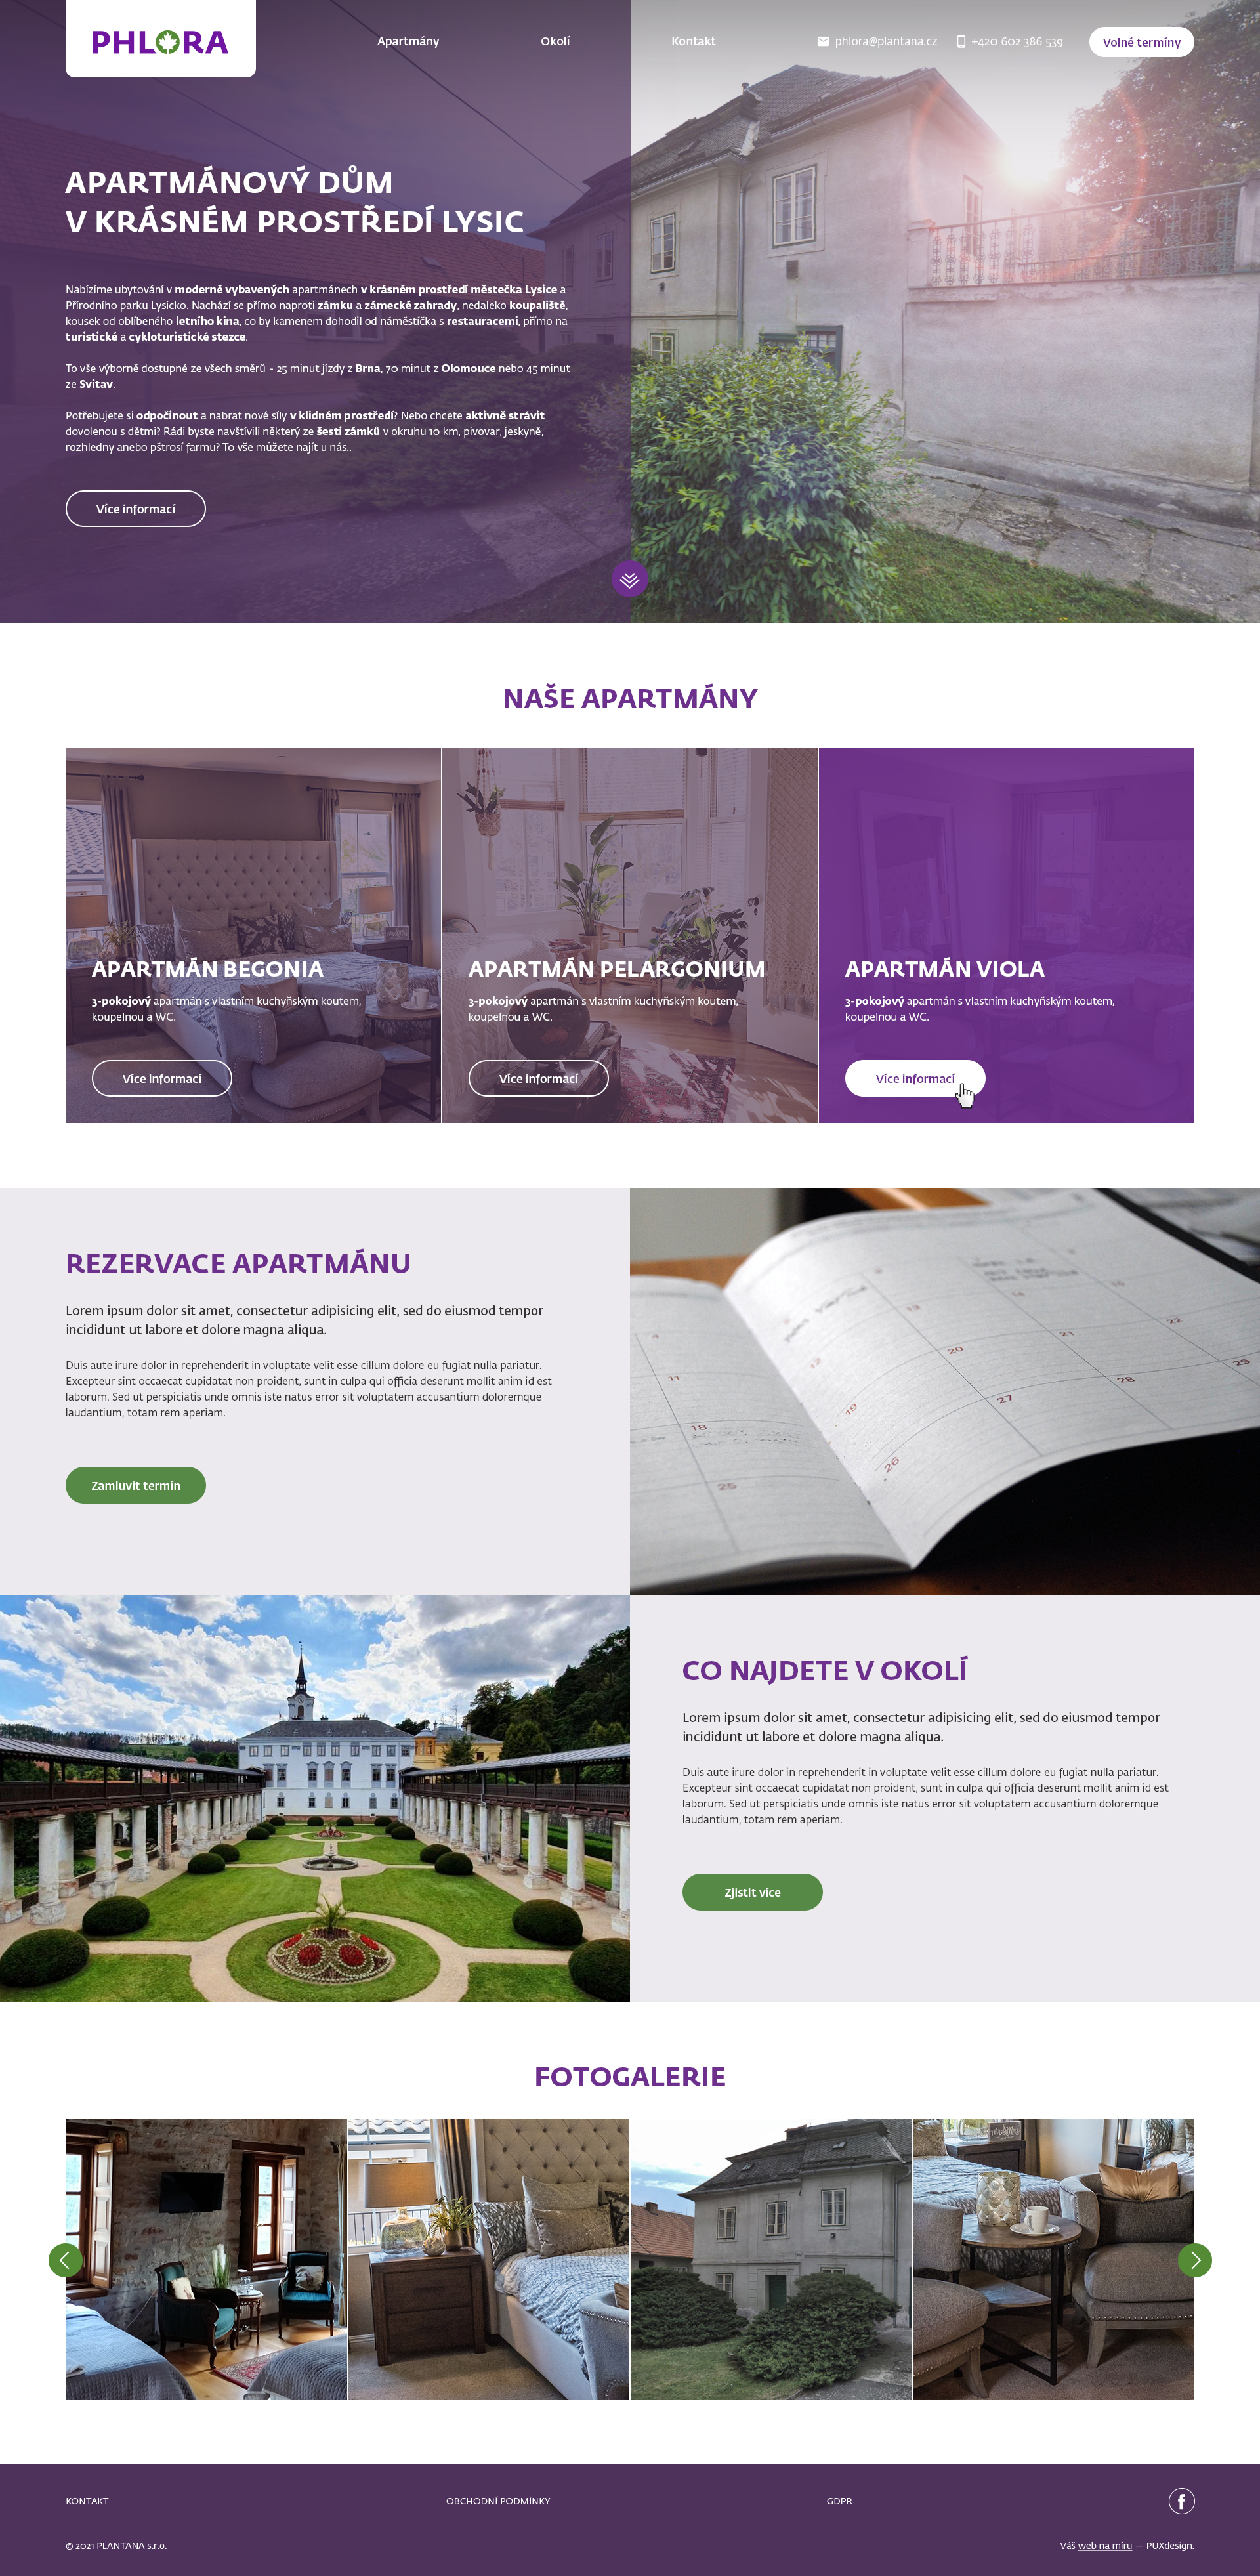 PHLORA
Apartmány
Okolí
Kontakt
phlora@plantana.cz
+420 602 386 539
Volné termíny
APARTMÁNOVÝ DŮM
V KRÁSNÉM PROSTŘEDÍ LYSIC
Nabízíme ubytování v moderně vybavených apartmánech v krásném prostředí městečka Lysice a
Přírodního parku Lysicko. Nachází se přímo naproti zámku a zámecké zahrady, nedaleko koupaliště,
kousek od oblíbeného letního kina, co by kamenem dohodil od náměstíčka s restauracemi, přímo na
turistické a cykloturistické stezce.
To vše výborně dostupné ze všech směrů - 25 minut jízdy z Brna, 70 minut z Olomouce nebo 45 minut
ze Svitav.
Potřebujete si odpočinout a nabrat nové síly v klidném prostředí? Nebo chcete aktivně strávit
dovolenou s dětmi? Rádi byste navštívili některý ze šesti zámků v okruhu 10 km, pivovar, jeskyně,
rozhledny anebo pštrosí farmu? To vše můžete najít u nás..
Více informací
NAŠE APARTMÁNY
APARTMÁN BEGONIA
3-pokojový apartmán s vlastním kuchyňským koutem,
koupelnou a WC.
Více informací
APARTMÁN PELARGONIUM
3-pokojový apartmán s vlastním kuchyňským koutem,
koupelnou a WC.
Více informací
APARTMÁN VIOLA
3-pokojový apartmán s vlastním kuchyňským koutem,
koupelnou a WC.
Více informací
REZERVACE APARTMÁNU
Lorem ipsum dolor sit amet, consectetur adipisicing elit, sed do eiusmod tempor
incididunt ut labore et dolore magna aliqua.
Duis aute irure dolor in reprehenderit in voluptate velit esse cillum dolore eu fugiat nulla pariatur.
Excepteur sint occaecat cupidatat non proident, sunt in culpa qui officia deserunt mollit anim id est
laborum. Sed ut perspiciatis unde omnis iste natus error sit voluptatem accusantium doloremque
laudantium, totam rem aperiam.
Zamluvit termín
4
11
18
25
12
19
26
13
20
27
14
21
28
22
29
CO NAJDETE V OKOLÍ
Lorem ipsum dolor sit amet, consectetur adipisicing elit, sed do eiusmod tempor
incididunt ut labore et dolore magna aliqua.
Duis aute irure dolor in reprehenderit in voluptate velit esse cillum dolore eu fugiat nulla pariatur.
Excepteur sint occaecat cupidatat non proident, sunt in culpa qui officia deserunt mollit anim id est
laborum. Sed ut perspiciatis unde omnis iste natus error sit voluptatem accusantium doloremque
laudantium, totam rem aperiam.
Zjistit více
FOTOGALERIE
KONTAKT
OBCHODNÍ PODMÍNKY
GDPR
© 2021 PLANTANA s.r.o.
Váš web na míru — PUXdesign.